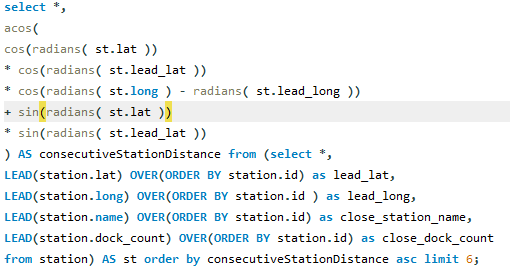 select *,
acos(
cos(radians( st.lat ))
* cos(radians( st.lead_lat ))
* cos(radians( st.long ) - radians( st.lead_long ))
+ sin(radians( st.lat ))
* sin(radians( st.lead_lat ))
) AS consecutiveStationDistance from (select *,
LEAD(station.lat) OVER(ORDER BY station.id) as lead_lat,
LEAD(station.long) OVER(ORDER BY station.id ) as lead_long,
LEAD(station.name) OVER(ORDER BY station.id) as close_station_name,
LEAD(station.dock_count) OVER(ORDER BY station.id) as close_dock_count
from station) AS st order by consecutiveStationDistance asc limit 6;